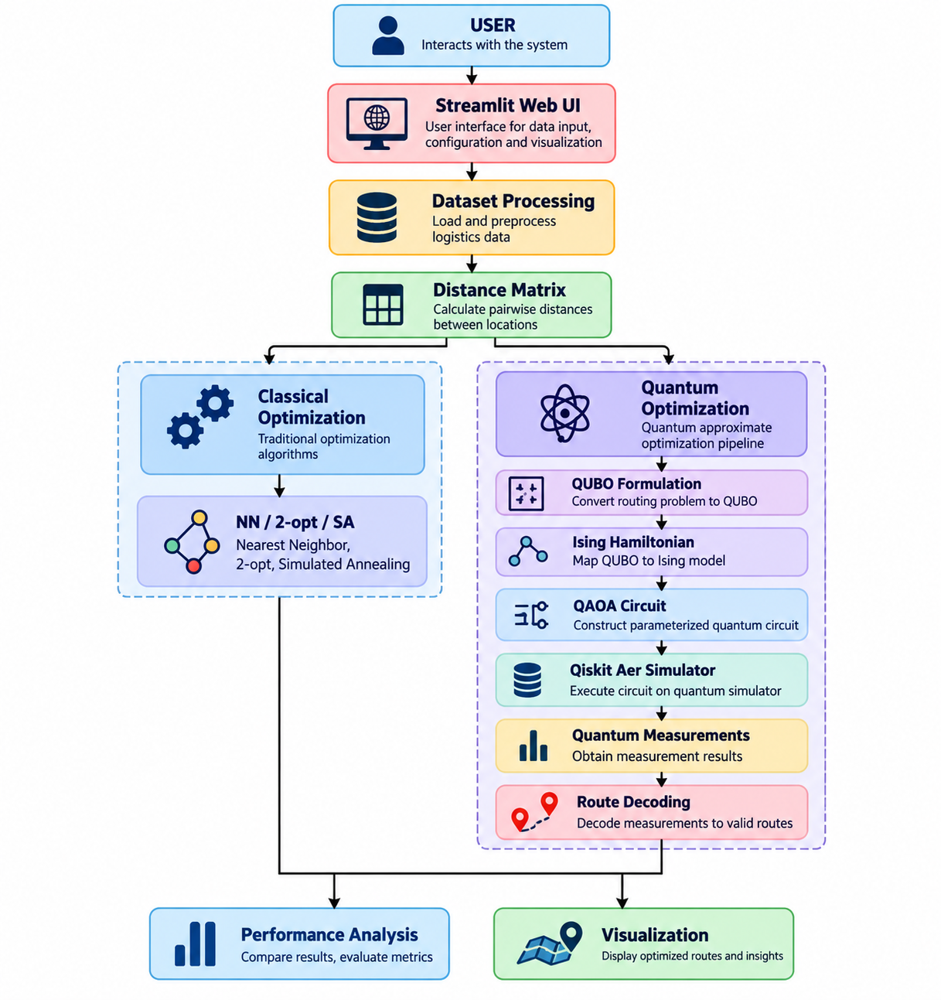 USER
Interacts with the system
Streamlit Web UI
User interface for data input,
configuration and visualization
Dataset Processing
Load and preprocess
logistics data
Distance Matrix
Calculate pairwise distances
between locations
Classical
Optimization
Traditional optimization
algorithms
NN / 2-opt / SA
Nearest Neighbor,
2-opt, Simulated Annealing
Quantum
Optimization
Quantum approximate
optimization pipeline
QUBO Formulation
Convert routing problem to QUBO
Ising Hamiltonian
Map QUBO to Ising model
QAOA Circuit
Construct parameterized quantum circuit
Qiskit Aer Simulator
Execute circuit on quantum simulator
Quantum Measurements
Obtain measurement results
Route Decoding
Decode measurements to valid routes
Performance Analysis
Compare results, evaluate metrics
Visualization
Display optimized routes and insights